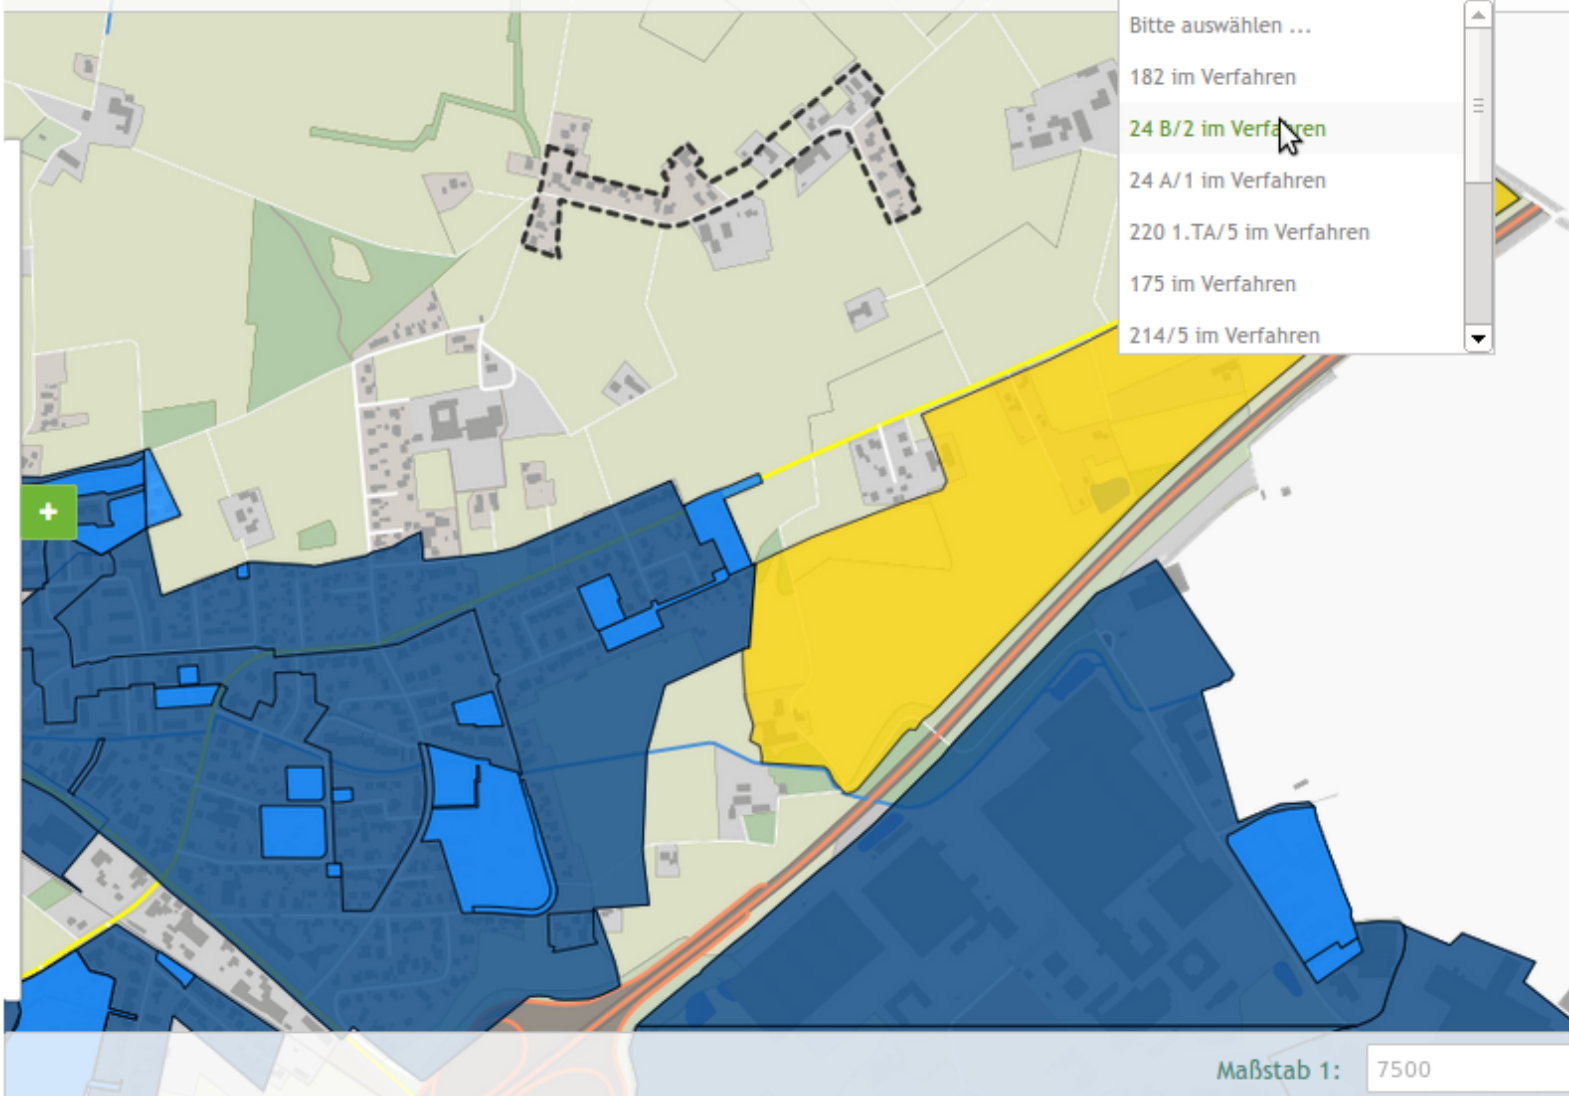 Bitte auswählen ...
182 im Verfahren
24 B/2 im Verfahren
24 A/1 im Verfahren
220 1.TA/5 im Verfahren
175 im Verfahren
214/5 im Verfahren
+
Maßstab 1: 7500